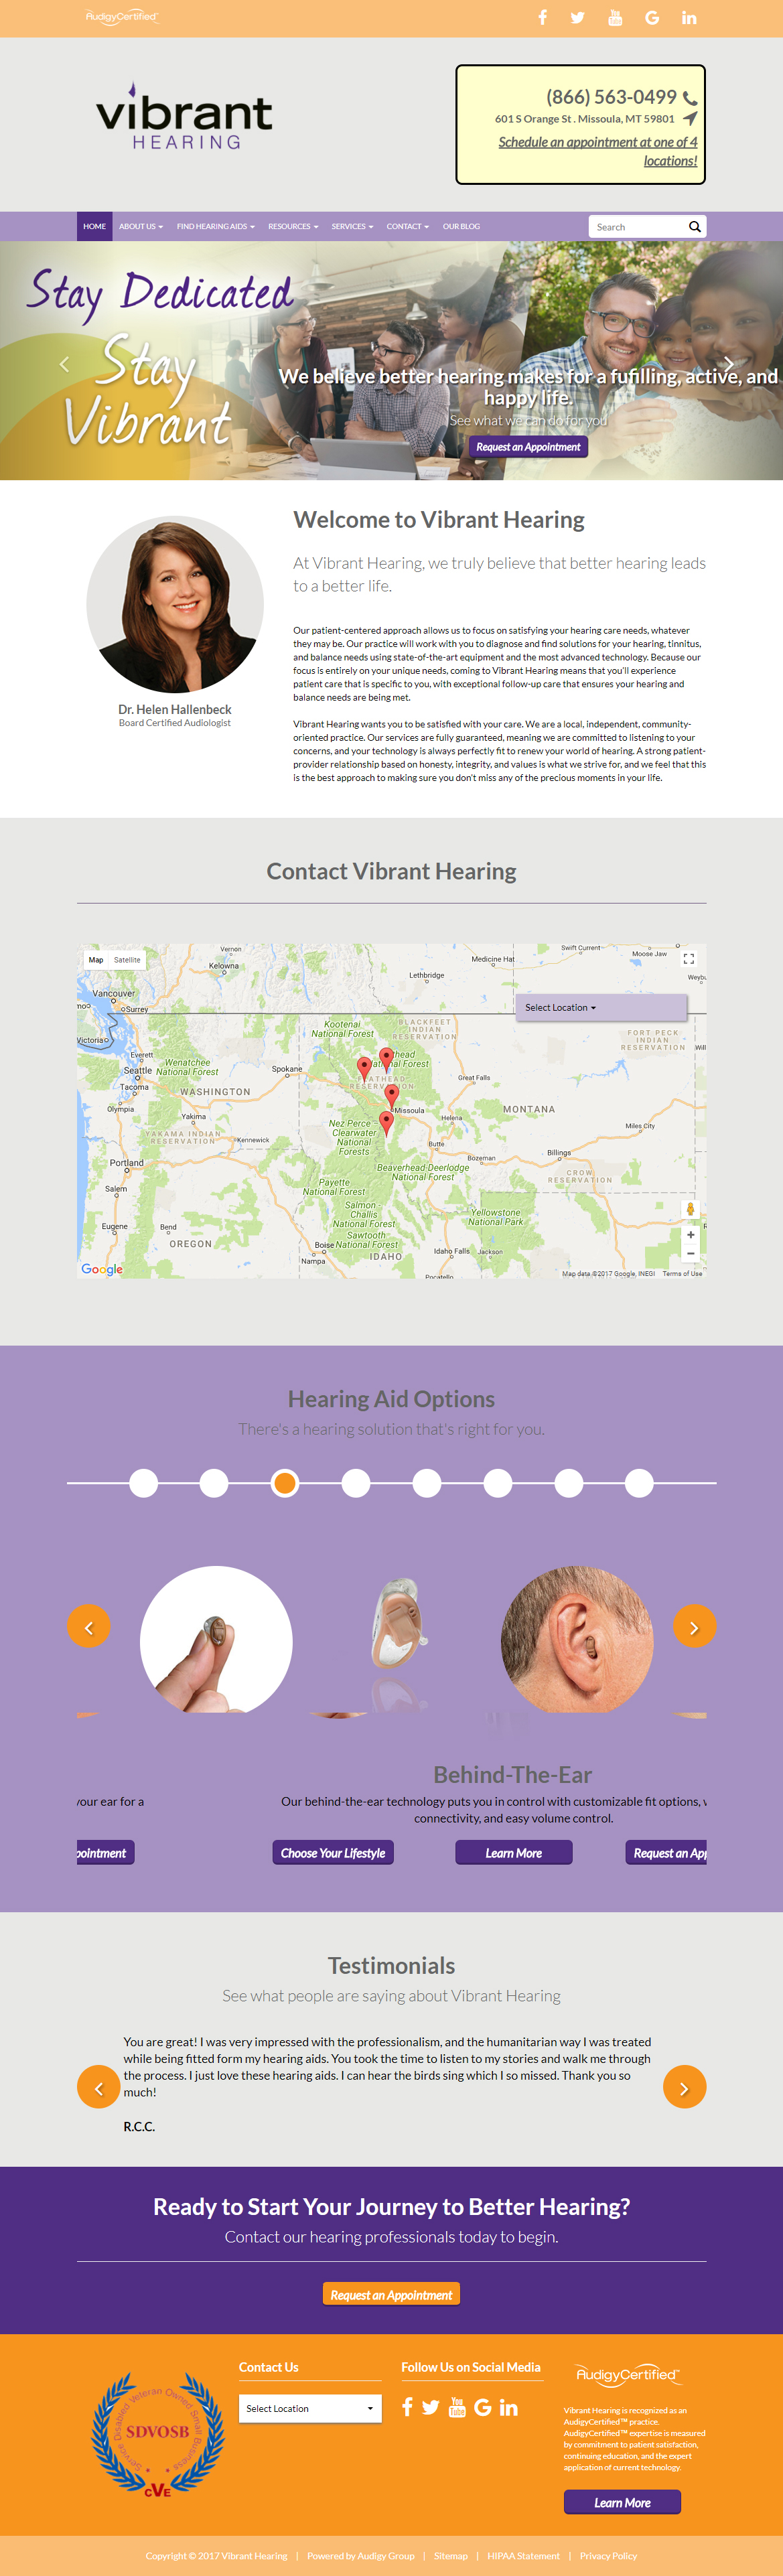 AudigyCertified™
vibrant
HEARING
(866) 563-0499
601 S Orange St . Missoula, MT 59801
Schedule an appointment at one of 4
locations!
HOME ABOUT US FIND HEARING AIDS RESOURCES SERVICES CONTACT OUR BLOG
Search
Stay Dedicated
Stay
Vibrant
We believe better hearing makes for a fufilling, active, and
happy life.
See what we can do for you
Request an Appointment
Welcome to Vibrant Hearing
At Vibrant Hearing, we truly believe that better hearing leads
to a better life.
Our patient-centered approach allows us to focus on satisfying your hearing care needs, whatever
they may be. Our practice will work with you to diagnose and find solutions for your hearing, tinnitus,
and balance needs using state-of-the-art equipment and the most advanced technology. Because our
focus is entirely on your unique needs, coming to Vibrant Hearing means that you'll experience
patient care that is specific to you, with exceptional follow-up care that ensures your hearing and
balance needs are being met.
Vibrant Hearing wants you to be satisfied with your care. We are a local, independent, community-
oriented practice. Our services are fully guaranteed, meaning we are committed to listening to your
concerns, and your technology is always perfectly fit to renew your world of hearing. A strong patient-
provider relationship based on honesty, integrity, and values is what we strive for, and we feel that this
is the best approach to making sure you don't miss any of the precious moments in your life.
Dr. Helen Hallenbeck
Board Certified Audiologist
Contact Vibrant Hearing
Map Satellite
Select Location
Vernon
Kelowna
Swift Current
Moose Jaw
Medicine Hat
Lethbridge
Vancouver
Surrey
Victoria
Kootenai
National Forest
BLACKFEET
INDIAN
RESERVATION
FORT PECK
INDIAN
RESERVATION
Everett
Seattle
Tacoma
Olympia
Wenatchee
National Forest
Spokane
WASHINGTON
FLATHEAD
RESERVATION
Great Falls
Missoula
Helena
MONTANA
Miles City
Yakima
YAKAMA INDIAN
RESERVATION
Kennewick
Nez Perce-
Clearwater
National
Forests
Butte
Bozeman
Billings
CROW
RESERVATION
Portland
Salem
Beaverhead-Deerlodge
National Forest
Payette
National Forest
Salmon-
Challis
National Forest
Yellowstone
National Park
Eugene
Bend
OREGON
Sawtooth
National Forest
Boise
Nampa
IDAHO
Idaho Falls
Jackson
Pocatello
Google
Map data ©2017 Google, INEGI Terms of Use
Hearing Aid Options
There's a hearing solution that's right for you.
Behind-The-Ear
your ear for a
Our behind-the-ear technology puts you in control with customizable fit options,
connectivity, and easy volume control.
pointment
Choose Your Lifestyle
Learn More
Request an App
Testimonials
See what people are saying about Vibrant Hearing
You are great! I was very impressed with the professionalism, and the humanitarian way I was treated
while being fitted form my hearing aids. You took the time to listen to my stories and walk me through
the process. I just love these hearing aids. I can hear the birds sing which I so missed. Thank you so
much!
R.C.C.
Ready to Start Your Journey to Better Hearing?
Contact our hearing professionals today to begin.
Request an Appointment
Service Disabled Veteran Owned Small Business
SDVOSB
CVE
Contact Us
Select Location
Follow Us on Social Media
AudigyCertified™
Vibrant Hearing is recognized as an
AudigyCertified™ practice.
AudigyCertified™ expertise is measured
by commitment to patient satisfaction,
continuing education, and the expert
application of current technology.
Learn More
Copyright © 2017 Vibrant Hearing | Powered by Audigy Group | Sitemap | HIPAA Statement | Privacy Policy